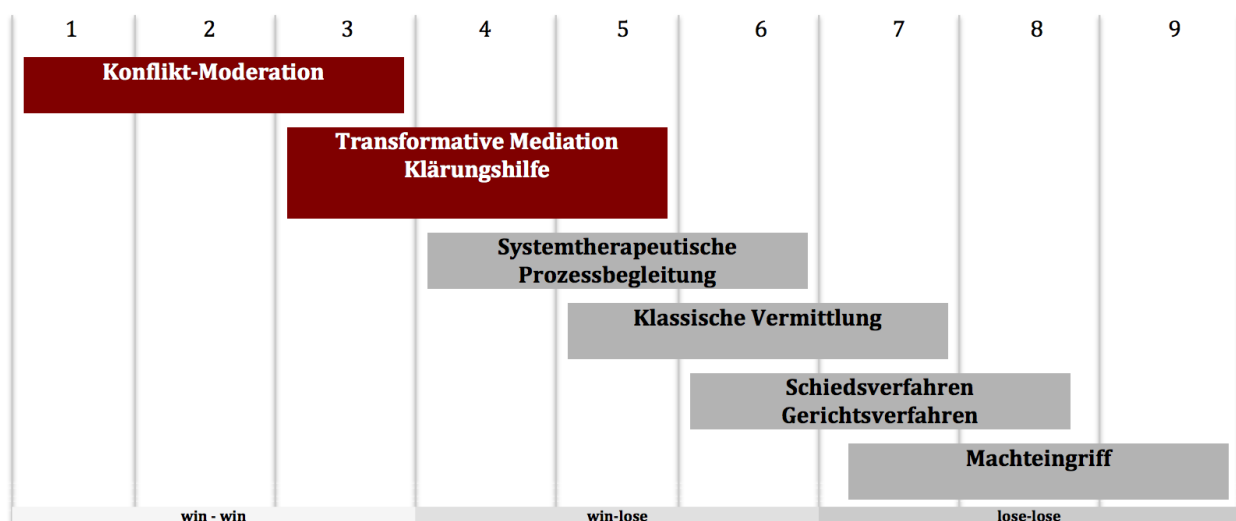 1 2 3 4 5 6 7 8 9
Konflikt-Moderation
Transformative Mediation
Klärungshilfe
Systemtherapeutische
Prozessbegleitung
Klassische Vermittlung
Schiedsverfahren
Gerichtsverfahren
Machteingriff
win - win win-lose lose-lose